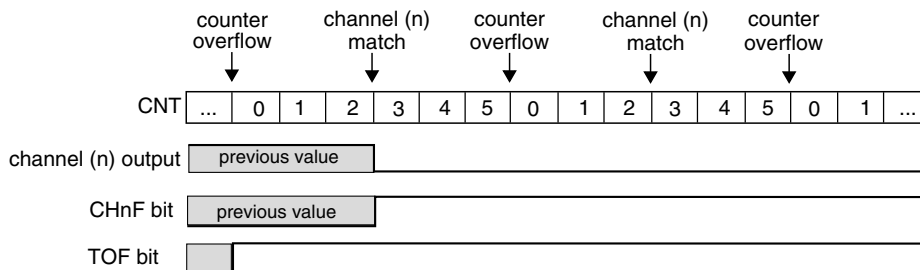 counter overflow channel (n) match counter overflow channel (n) match counter overflow
CNT ... 0 1 2 3 4 5 0 1 2 3 4 5 0 1 ...
channel (n) output previous value
CHnF bit previous value
TOF bit